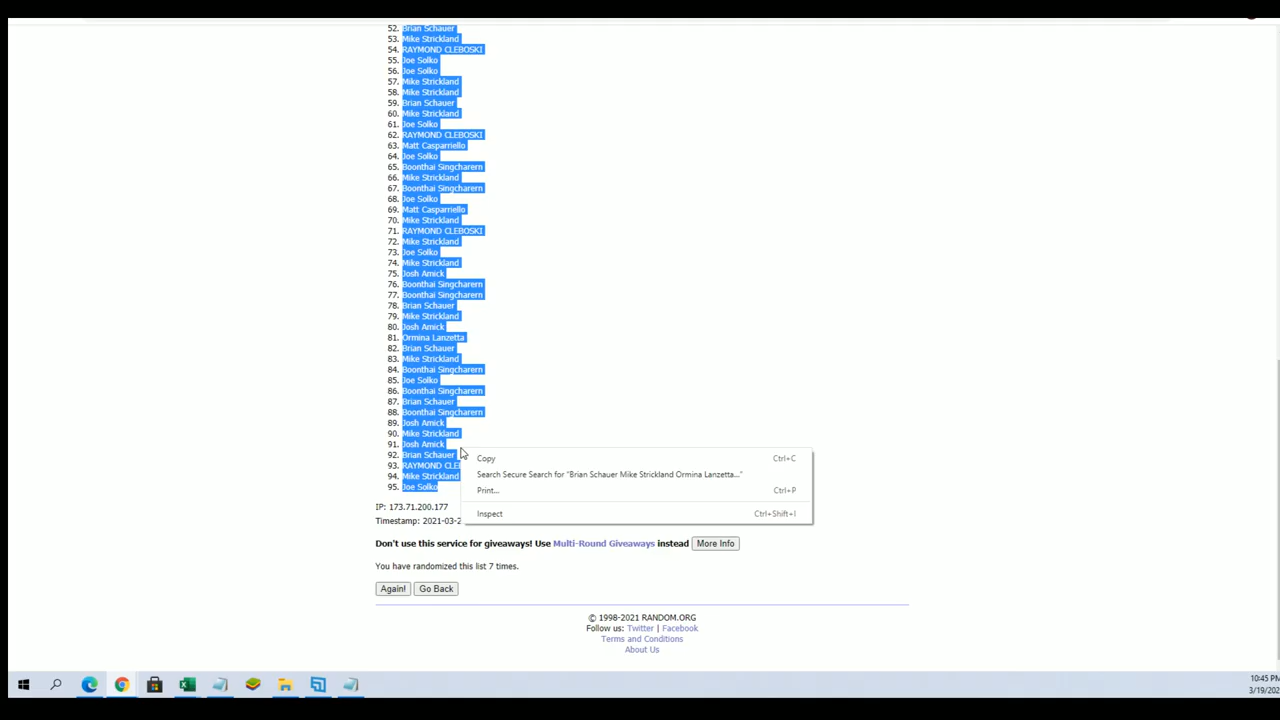 52. Brian Schauer
53. Mike Strickland
54. RAYMOND CLEBOSKI
55. Joe Solko
56. Joe Solko
57. Mike Strickland
58. Mike Strickland
59. Brian Schauer
60. Mike Strickland
61. Joe Solko
62. RAYMOND CLEBOSKI
63. Matt Casparriello
64. Joe Solko
65. Boonthai Singcharern
66. Mike Strickland
67. Boonthai Singcharern
68. Joe Solko
69. Matt Casparriello
70. Mike Strickland
71. RAYMOND CLEBOSKI
72. Mike Strickland
73. Joe Solko
74. Mike Strickland
75. Josh Amick
76. Boonthai Singcharern
77. Boonthai Singcharern
78. Brian Schauer
79. Mike Strickland
80. Josh Amick
81. Ormina Lanzetta
82. Brian Schauer
83. Mike Strickland
84. Boonthai Singcharern
85. Joe Solko
86. Boonthai Singcharern
87. Brian Schauer
88. Boonthai Singcharern
89. Josh Amick
90. Mike Strickland
91. Josh Amick
92. Brian Schauer
93. RAYMOND CLE
94. Mike Strickland
95. Joe Solko
Copy Ctrl+C
Search Secure Search for "Brian Schauer Mike Strickland Ormina Lanzetta..."
Print... Ctrl+P
Inspect Ctrl+Shift+I
IP: 173.71.200.177
Timestamp: 2021-03-2
Don't use this service for giveaways! Use Multi-Round Giveaways instead More Info
You have randomized this list 7 times.
Again! Go Back
© 1998-2021 RANDOM.ORG
Follow us: Twitter | Facebook
Terms and Conditions
About Us
10:45 PM
3/19/202